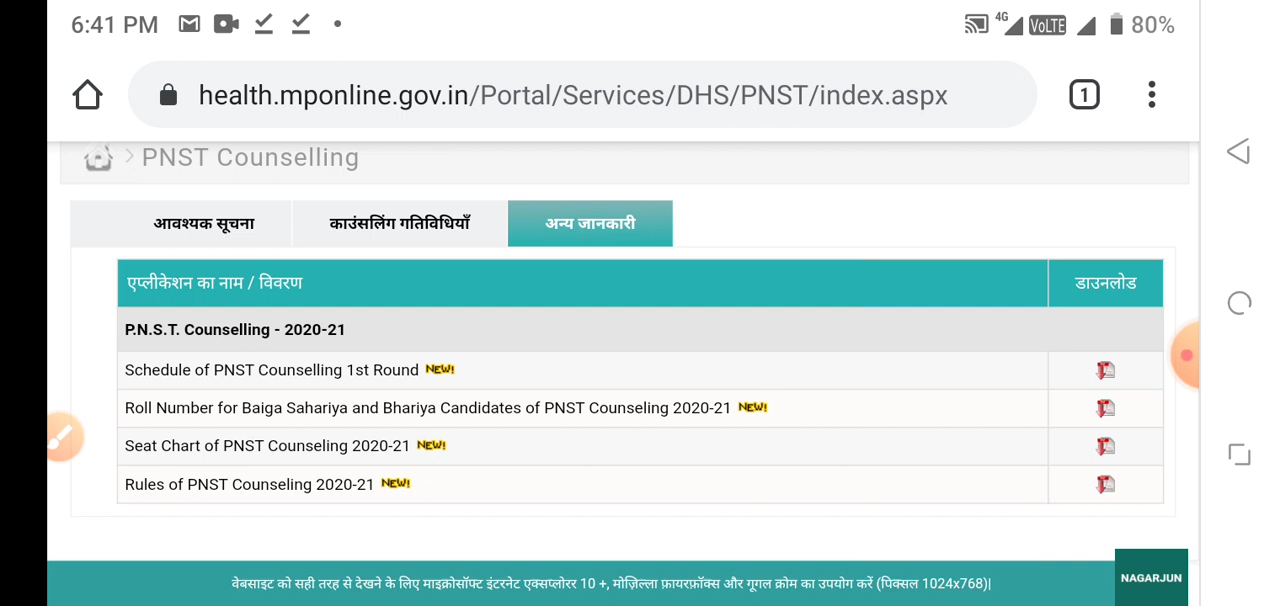 6:41 PM 4G VoLTE 80%
health.mponline.gov.in/Portal/Services/DHS/PNST/index.aspx 1
PNST Counselling
आवश्यक सूचना काउंसलिंग गतिविधियाँ अन्य जानकारी
एप्लीकेशन का नाम / विवरण डाउनलोड
P.N.S.T. Counselling - 2020-21
Schedule of PNST Counselling 1st Round NEW!
Roll Number for Baiga Sahariya and Bhariya Candidates of PNST Counseling 2020-21 NEW!
Seat Chart of PNST Counseling 2020-21 NEW!
Rules of PNST Counseling 2020-21 NEW!
वेबसाइट को सही तरह से देखने के लिए माइक्रोसॉफ्ट इंटरनेट एक्सप्लोरर 10 +, मोज़िल्ला फ़ायरफ़ॉक्स और गूगल क्रोम का उपयोग करें (पिक्सल 1024x768)|
NAGARJUN